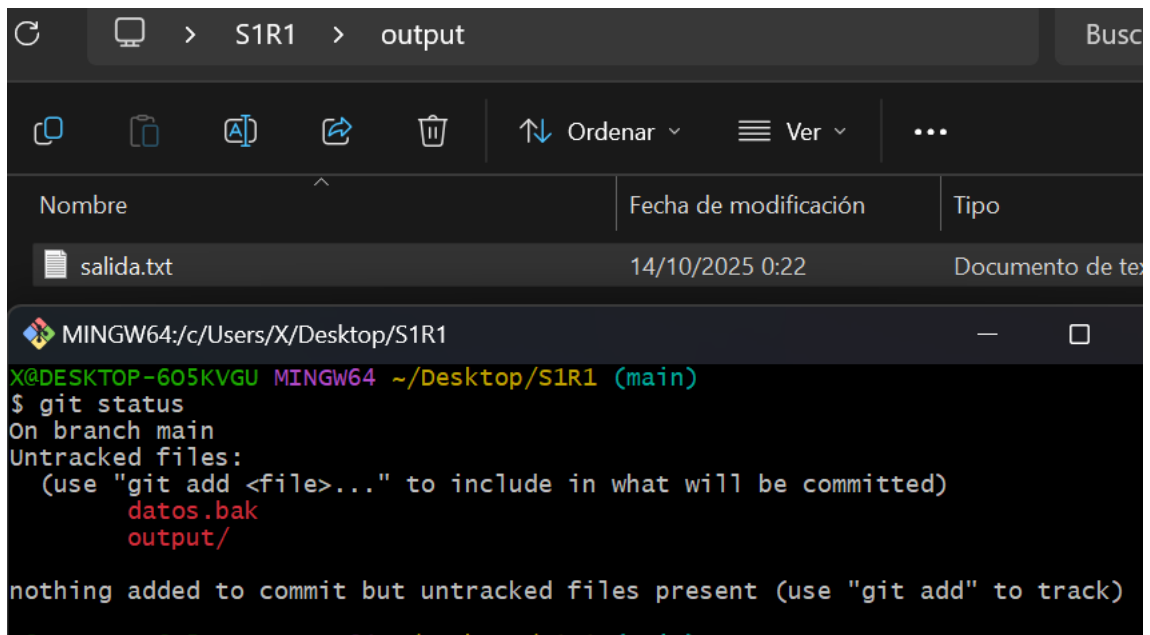 S1R1 > output
Busc
Ordenar
Ver
Nombre
Fecha de modificación
Tipo
salida.txt
14/10/2025 0:22
Documento de te
MINGW64:/c/Users/X/Desktop/S1R1
X@DESKTOP-6O5KVGU MINGW64 ~/Desktop/S1R1 (main)
$ git status
On branch main
Untracked files:
(use "git add <file>..." to include in what will be committed)
datos.bak
output/
nothing added to commit but untracked files present (use "git add" to track)